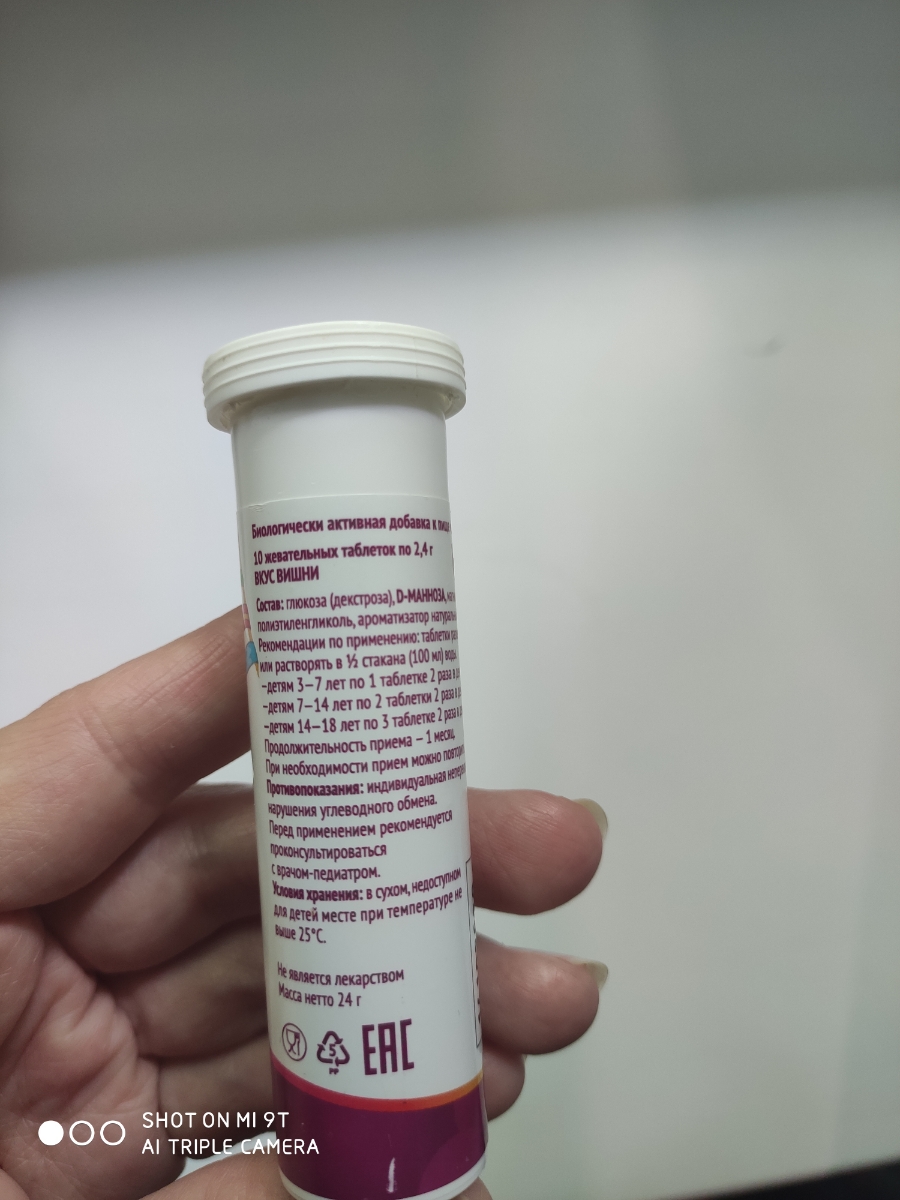 Биологически активная добавка к пище
10 жевательных таблеток по 2,4 г
ВКУС ВИШНИ
Состав: глюкоза (декстроза), D-МАННОЗА,
полиэтиленгликоль, ароматизатор
Рекомендации по применению: таблетки
или растворять в ½ стакана (100 мл) воды.
–детям 3–7 лет по 1 таблетке 2 раза в
–детям 7–14 лет по 2 таблетки 2 раза в
–детям 14–18 лет по 3 таблетке 2 раза
Продолжительность приема – 1 месяц.
При необходимости прием можно
Противопоказания: индивидуальная
нарушения углеводного обмена.
Перед применением рекомендуется
проконсультироваться
с врачом-педиатром.
Условия хранения: в сухом, недоступном
для детей месте при температуре не
выше 25°С.
Не является лекарством
Масса нетто 24 г
5
PP
EAC
SHOT ON MI 9T
AI TRIPLE CAMERA